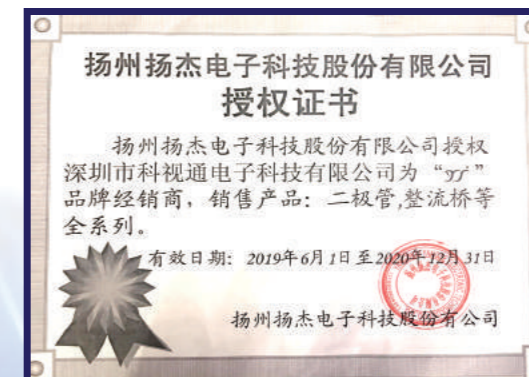 扬州扬杰电子科技股份有限公司
授权证书
扬州扬杰电子科技股份有限公司授权
深圳市科视通电子科技有限公司为“YJ”
品牌经销商，销售产品：二极管,整流桥等
全系列。
有效日期：2019年6月1日至2020年12月31日
扬州扬杰电子科技股份有公司